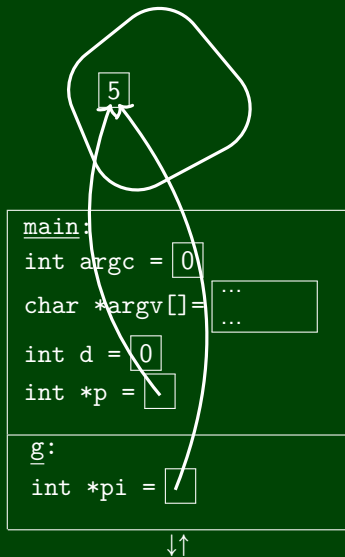 5
main:
int argc = 0
char *argv[]= ...
...
int d = 0
int *p =
g:
int *pi =
↓↑